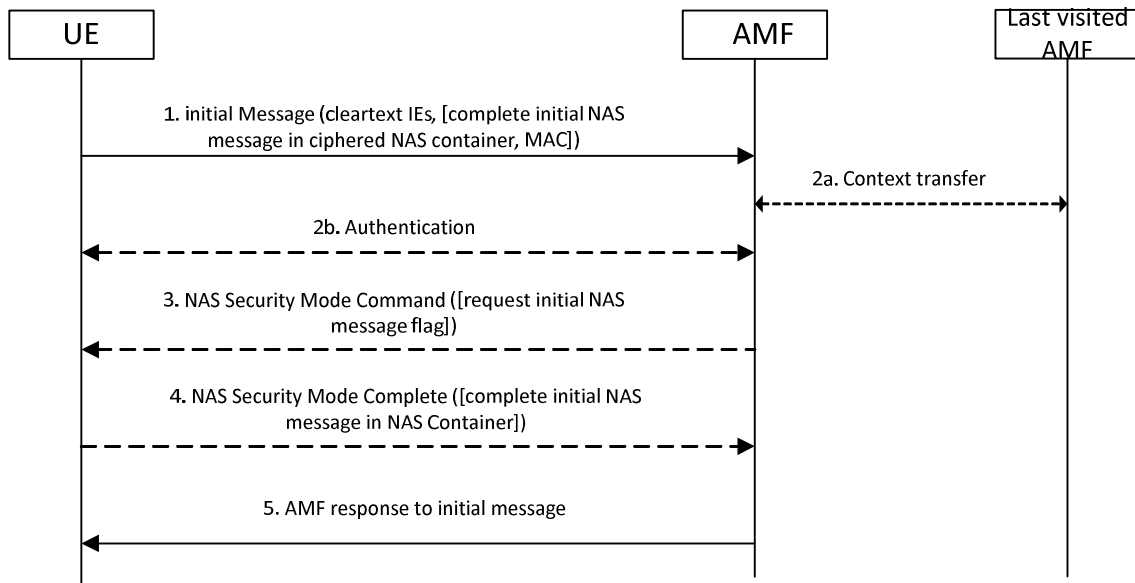 UE
AMF
Last visited
AMF
1. initial Message (cleartext IEs, [complete initial NAS
message in ciphered NAS container, MAC])
2a. Context transfer
2b. Authentication
3. NAS Security Mode Command ([request initial NAS
message flag])
4. NAS Security Mode Complete ([complete initial NAS
message in NAS Container])
5. AMF response to initial message